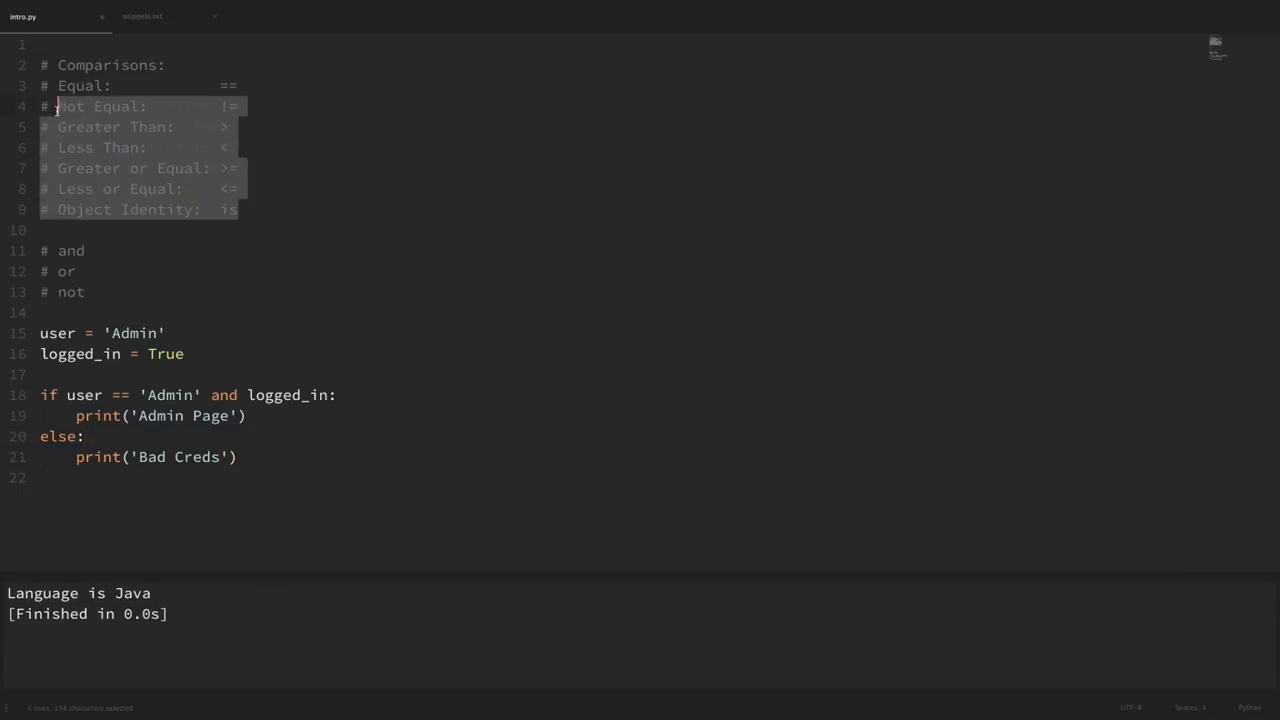 intro.py × snippets.txt ×
1
2 # Comparisons:
3 # Equal: ==
4 # Not Equal: !=
5 # Greater Than: >
6 # Less Than: <
7 # Greater or Equal: >=
8 # Less or Equal: <=
9 # Object Identity: is
10
11 # and
12 # or
13 # not
14
15 user = 'Admin'
16 logged_in = True
17
18 if user == 'Admin' and logged_in:
19 print('Admin Page')
20 else:
21 print('Bad Creds')
22
Language is Java
[Finished in 0.0s]
6 lines, 138 characters selected UTF-8 Spaces: 4 Python